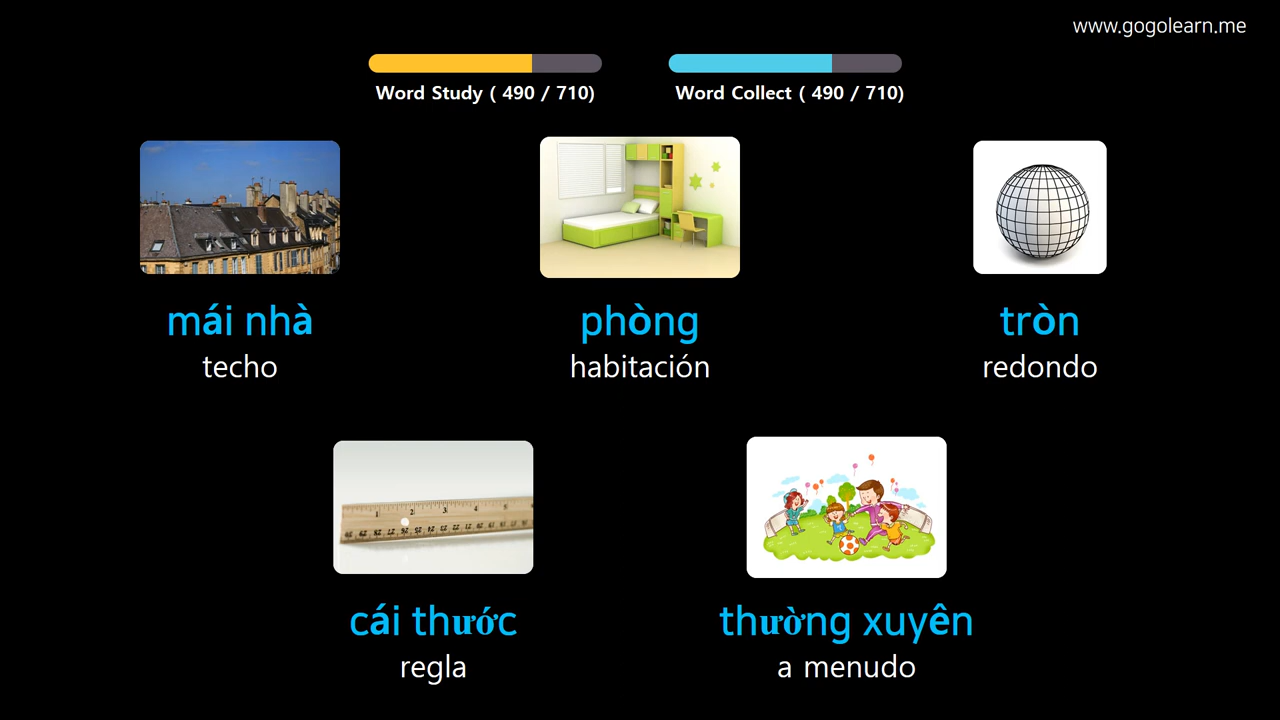 www.gogolearn.me
Word Study ( 490 / 710)
Word Collect ( 490 / 710)
mái nhà
techo
phòng
habitación
tròn
redondo
cái thước
regla
thường xuyên
a menudo